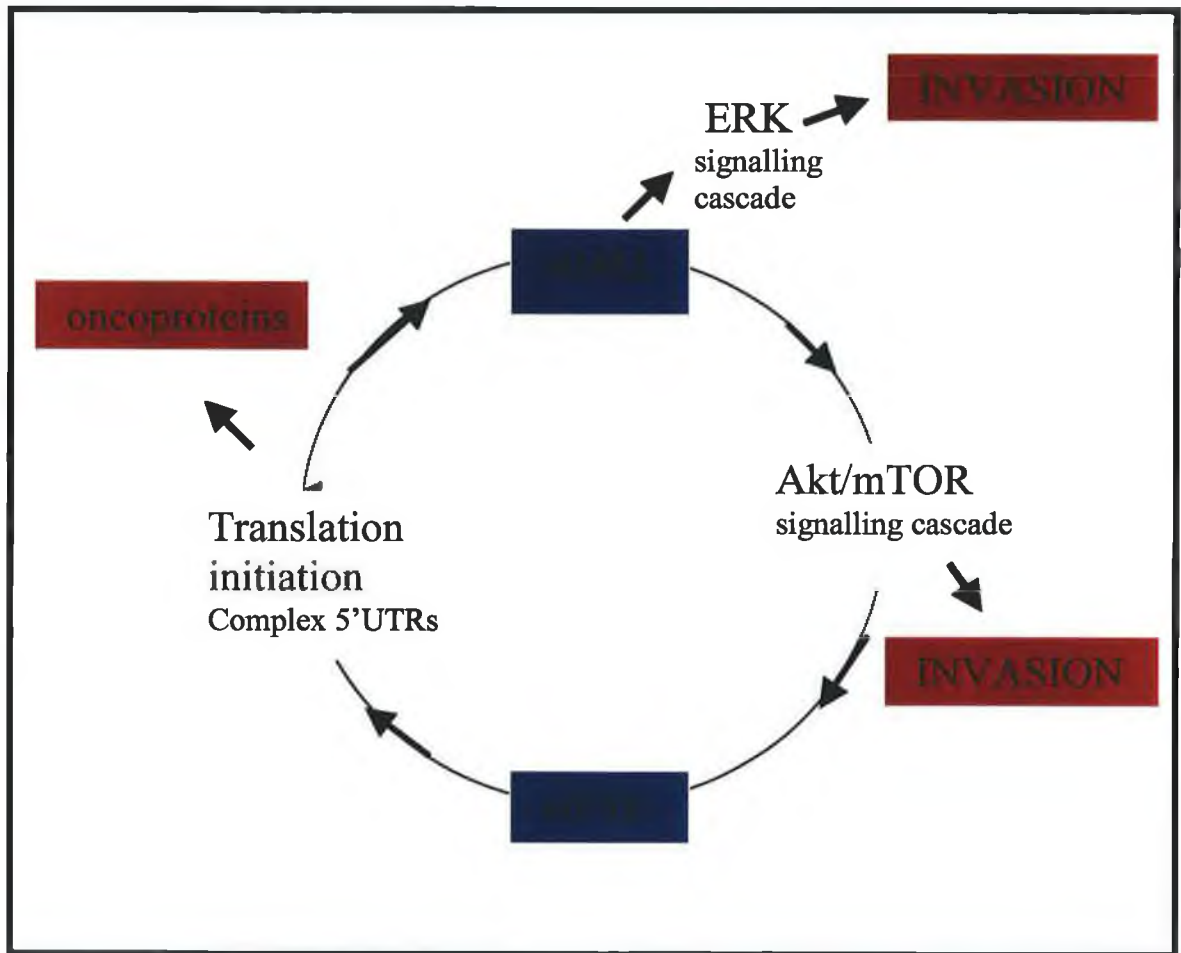 INVASION
ERK
signalling
cascade
oncoproteins
Akt/mTOR
signalling cascade
Translation
initiation
Complex 5’UTRs
INVASION